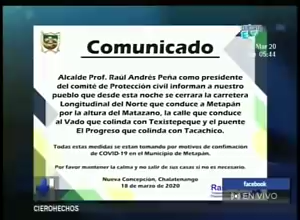 Comunicado
Mar 20
05:44
Alcalde Prof. Raúl Andrés Peña como presidente
del comité de Protección civil informan a nuestro
pueblo que desde esta noche se cerrara la carretera
Longitudinal del Norte que conduce a Metapán
por la altura del Matazano, la calle que conduce
al Vado que colinda con Texistepeque y el puente
El Progreso que colinda con Tacachico.
Todas estas medidas se estan tomando por motivos de confirmación
de COVID-19 en el Municipio de Metapán.
Por favor mantener la calma y no salir de sus casas si no es necesario.
Nueva Concepción, Chalatenango
18 de marzo de 2020
facebook
EN VIVO
CIEROHECHOS